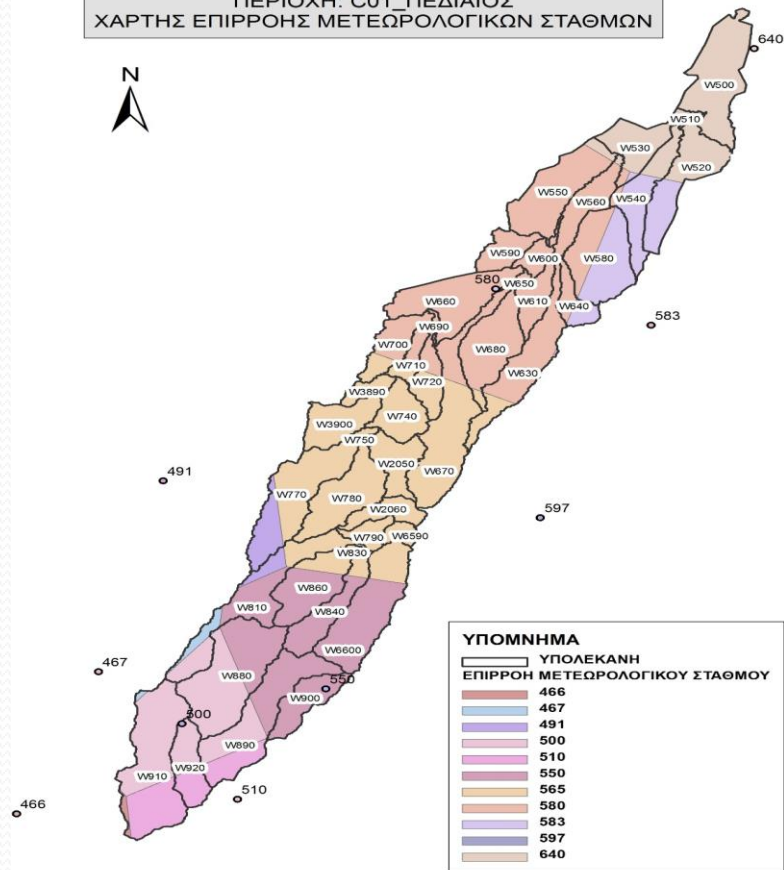 ΠΕΡΙΟΧΗ: C01_ΠΕΔΙΑΙΟΣ
ΧΑΡΤΗΣ ΕΠΙΡΡΟΗΣ ΜΕΤΕΩΡΟΛΟΓΙΚΩΝ ΣΤΑΘΜΩΝ
640
N
W500
W510
W530
W520
W550
W540
W560
W590
W600
W580
580
W650
W660
W610
W640
W690
583
W700
W680
W710
W630
W720
W3890
W740
W3900
W750
W2050
W670
491
W770
W780
W2060
597
W790
W6590
W830
W860
W810
W840
W6600
467
W880
550
W900
500
W890
W920
W910
510
466
ΥΠΟΜΝΗΜΑ
ΥΠΟΛΕΚΑΝΗ
ΕΠΙΡΡΟΗ ΜΕΤΕΩΡΟΛΟΓΙΚΟΥ ΣΤΑΘΜΟΥ
466
467
491
500
510
550
565
580
583
597
640